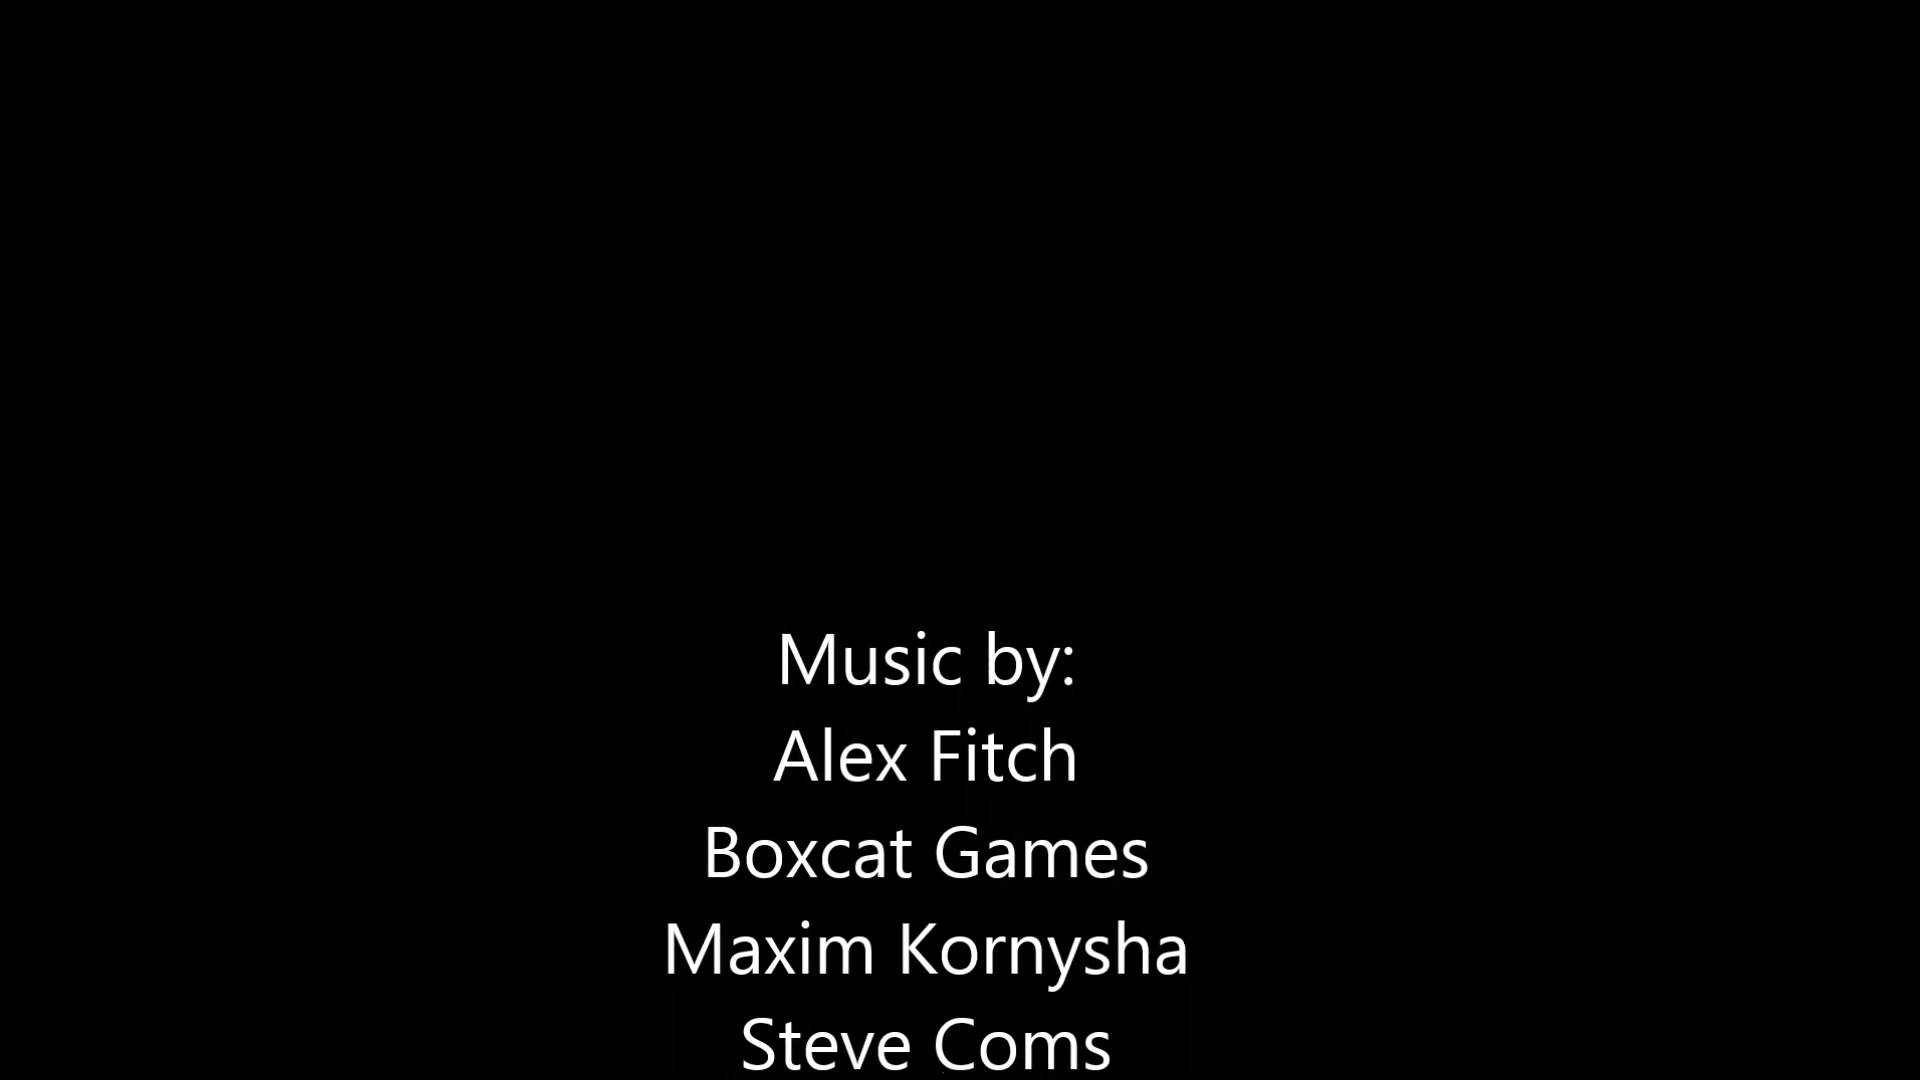 Music by:
Alex Fitch
Boxcat Games
Maxim Kornysha
Steve Coms